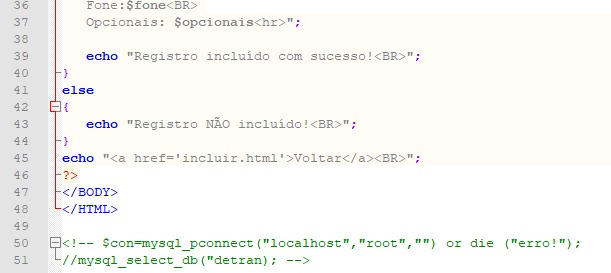 36 Fone:$fone<BR>
37 Opcionais: $opcionais<hr>";
38
39 echo "Registro incluído com sucesso!<BR>";
40 }
41 else
42 {
43 echo "Registro NÃO incluído!<BR>";
44 }
45 echo "<a href='incluir.html'>Voltar</a><BR>";
46 ?>
47 </BODY>
48 </HTML>
49
50 <!-- $con=mysql_pconnect("localhost","root","") or die ("erro!");
51 //mysql_select_db("detran); -->